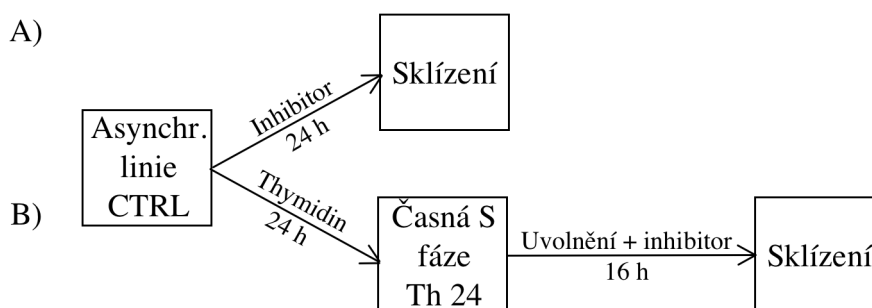 A)
Sklízení
Inhibitor
24 h
Asynchr.
linie
CTRL
B)
Thymidin
24 h
Časná S
fáze
Th 24
Uvolnění + inhibitor
16 h
Sklízení